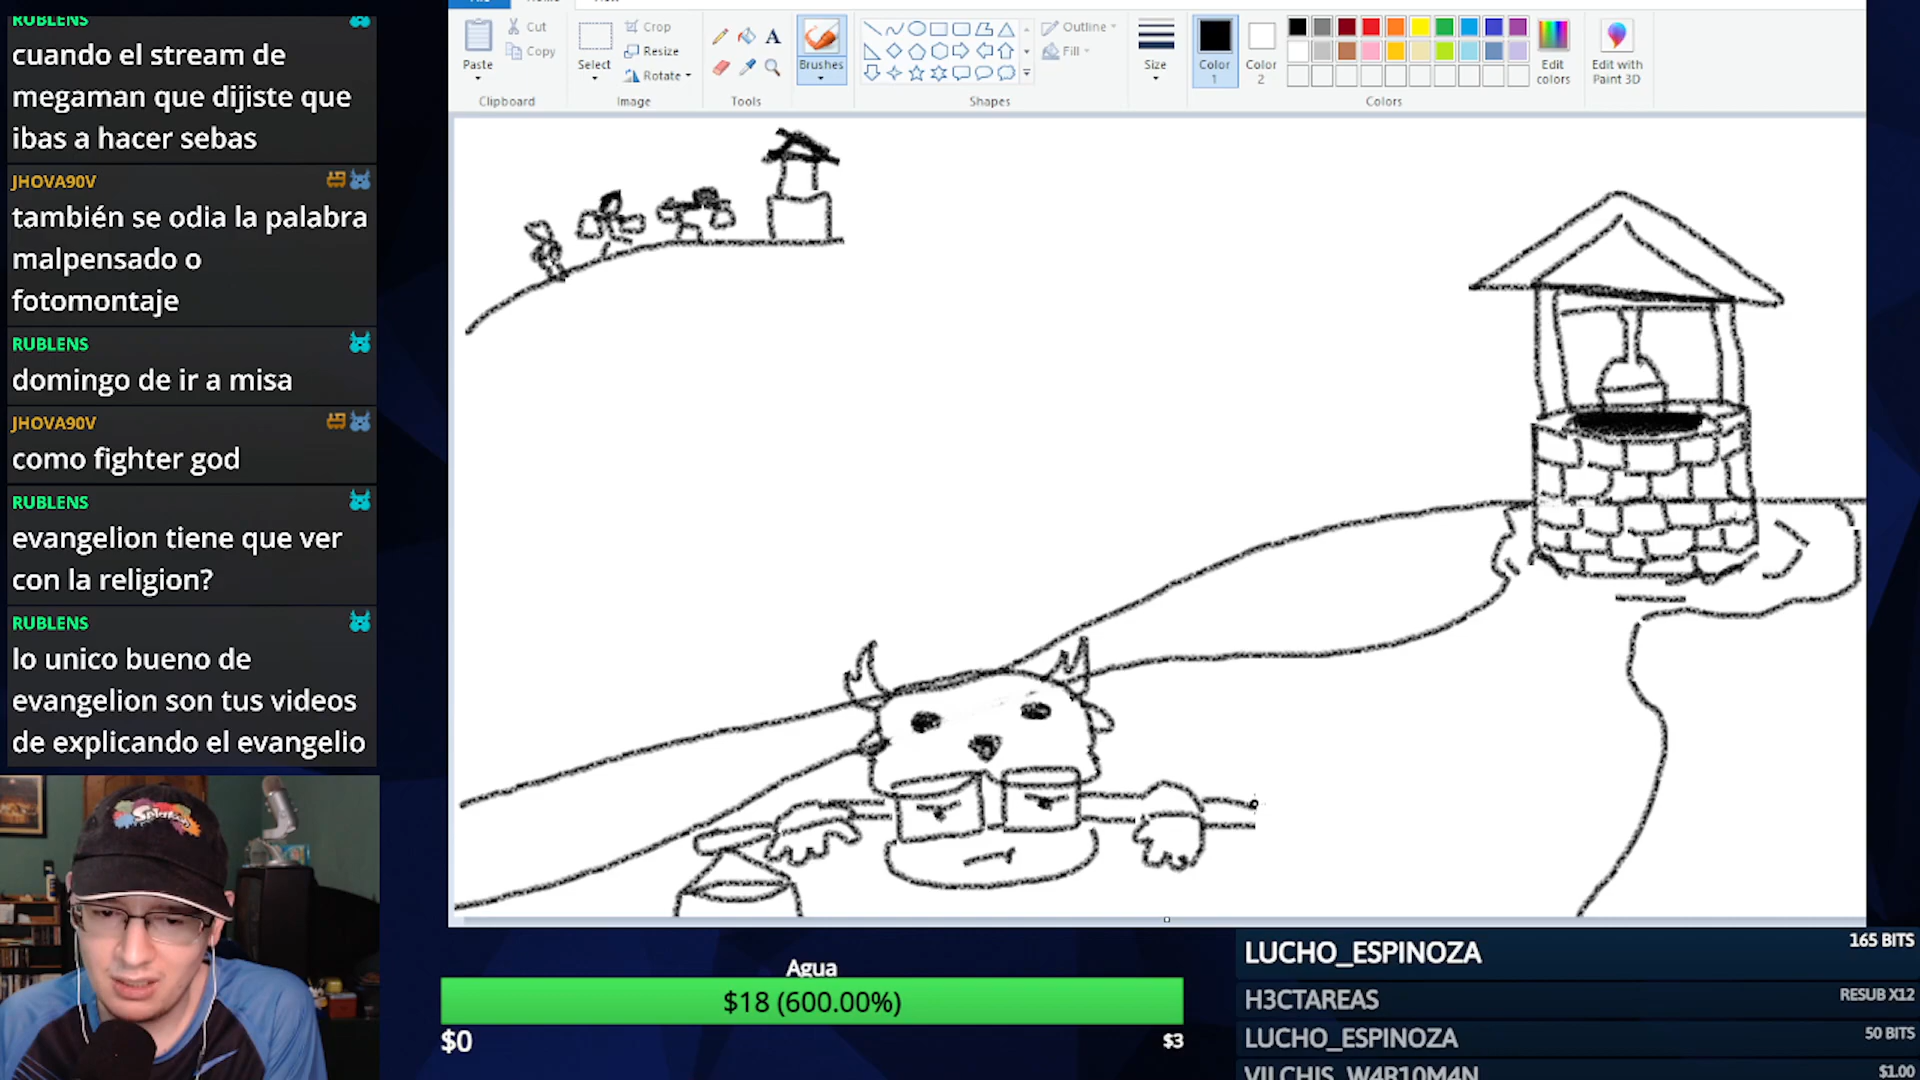 RUBLENS
cuando el stream de
megaman que dijiste que
ibas a hacer sebas
JHOVA90V
también se odia la palabra
malpensado o
fotomontaje
RUBLENS
domingo de ir a misa
JHOVA90V
como fighter god
RUBLENS
evangelion tiene que ver
con la religion?
RUBLENS
lo unico bueno de
evangelion son tus videos
de explicando el evangelio
Paste
Cut
Copy
Clipboard
Select
Crop
Resize
Rotate
Image
Tools
Brushes
Shapes
Outline
Fill
Size
Color
1
Color
2
Edit
colors
Edit with
Paint 3D
Colors
Splatoon
Agua
$18 (600.00%)
$0
$3
LUCHO_ESPINOZA
165 BITS
H3CTAREAS
RESUB X12
LUCHO_ESPINOZA
50 BITS
VILCHIS_W4R10M4N
$1.00